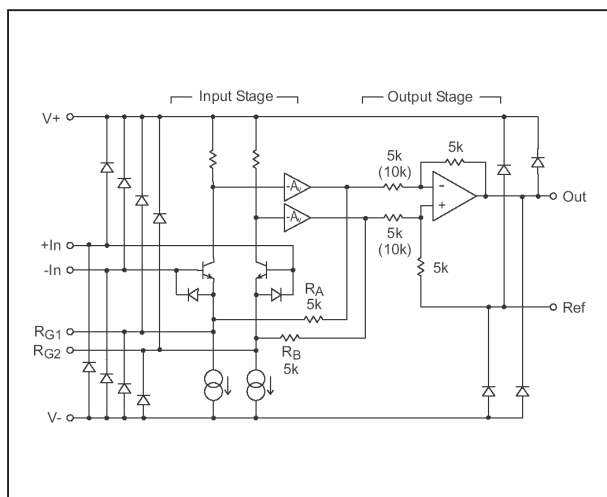 Input Stage
Output Stage
V+
5k
5k
(10k)
-Av
-
Out
-Av
+
5k
(10k)
+In
5k
-In
RA
5k
Ref
RG1
RG2
RB
5k
V-